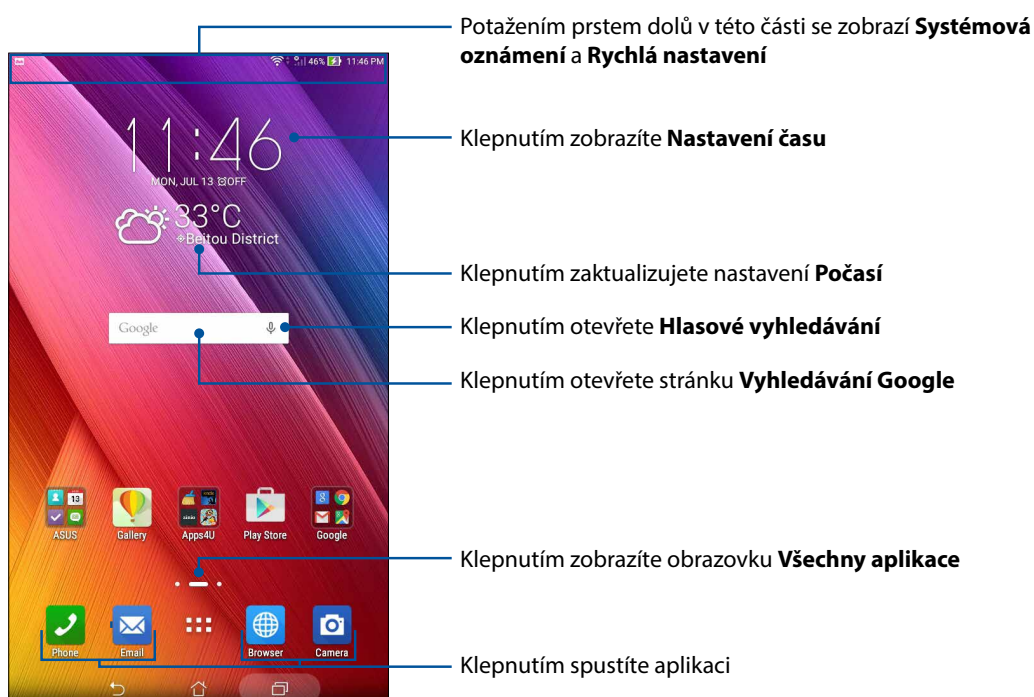 Potažením prstem dolů v této části se zobrazí Systémová
oznámení a Rychlá nastavení
46% 11:46 PM
11:46
MON, JUL 13 OFF
33°C
Beitou District
Google
Klepnutím zobrazíte Nastavení času
Klepnutím zaktualizujete nastavení Počasí
Klepnutím otevřete Hlasové vyhledávání
Klepnutím otevřete stránku Vyhledávání Google
13
ASUS
Gallery
Apps4U
Play Store
Google
Klepnutím zobrazíte obrazovku Všechny aplikace
Phone
Email
Browser
Camera
Klepnutím spustíte aplikaci